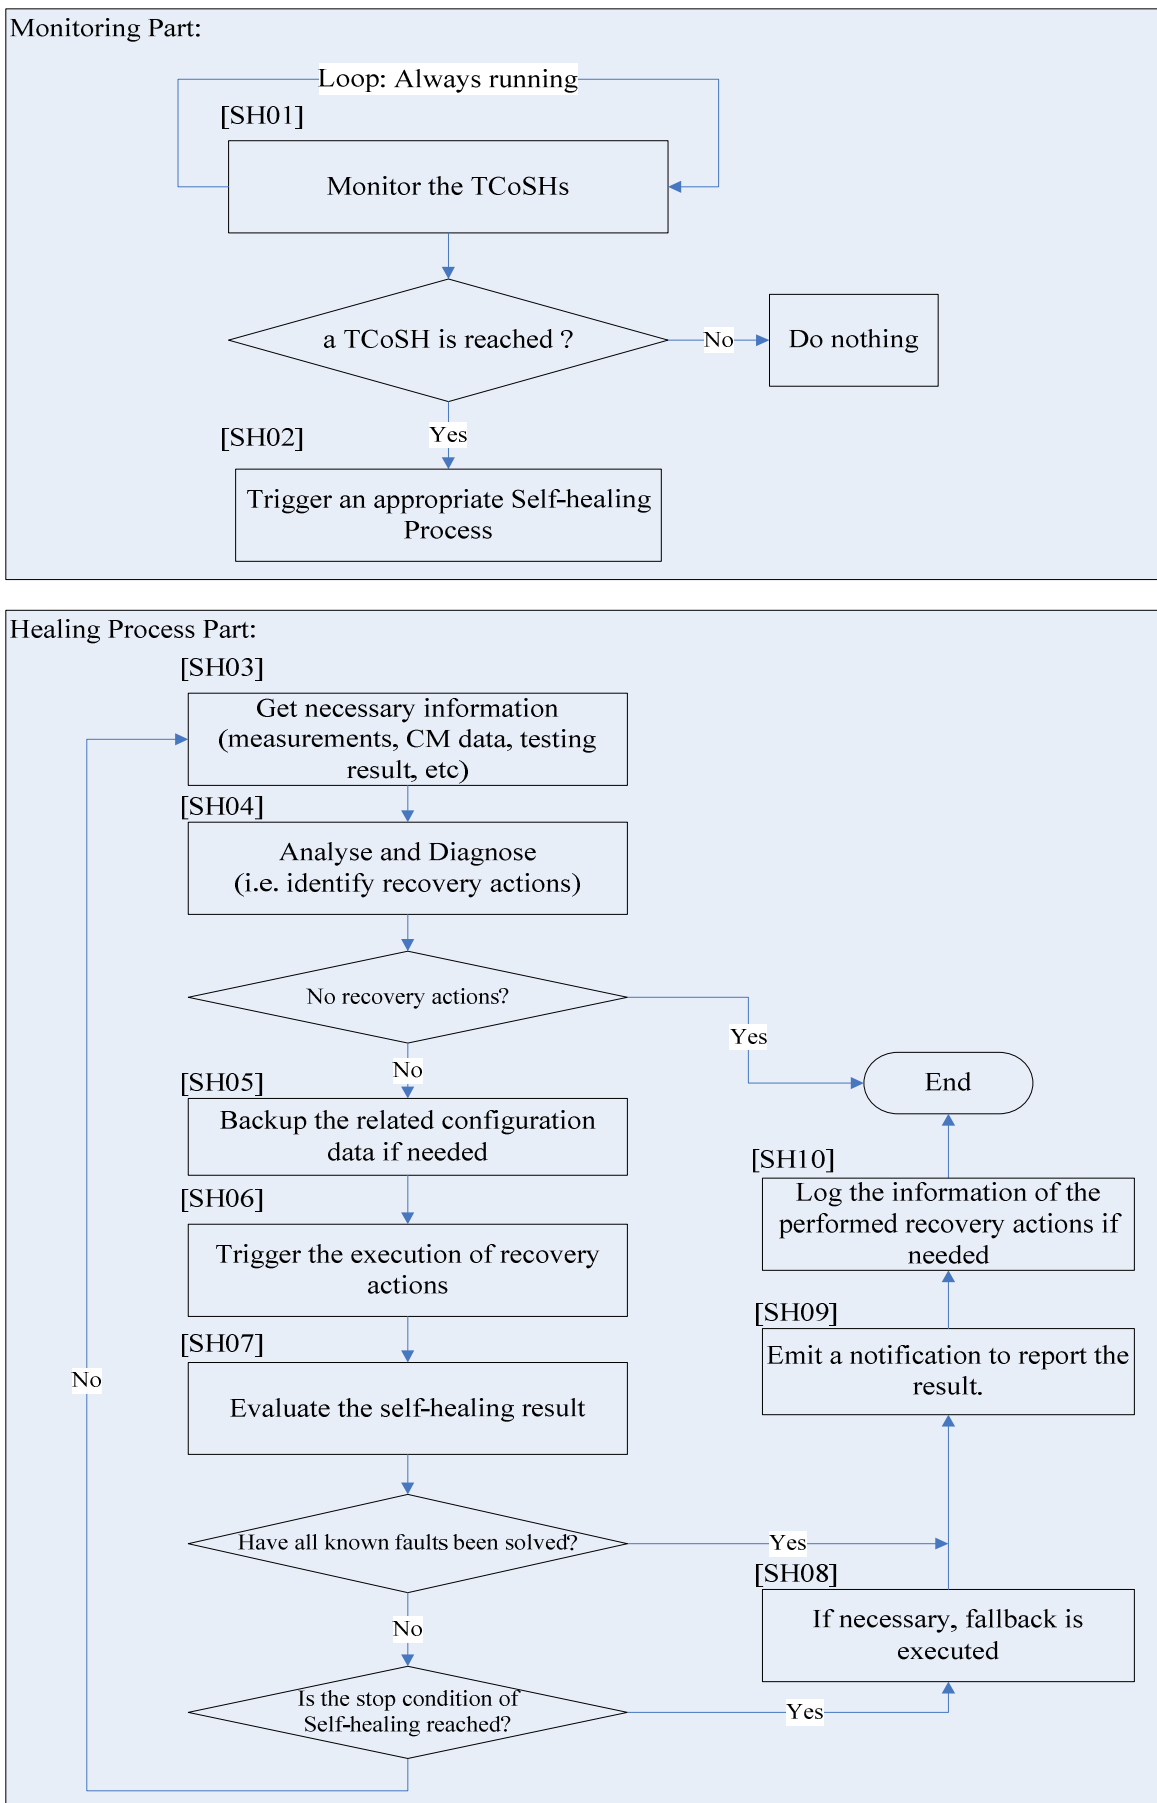 Monitoring Part:
Loop: Always running
[SH01]
Monitor the TCoSHs
a TCoSH is reached ?
No
Do nothing
Yes
[SH02]
Trigger an appropriate Self-healing
Process
Healing Process Part:
[SH03]
Get necessary information
(measurements, CM data, testing
result, etc)
[SH04]
Analyse and Diagnose
(i.e. identify recovery actions)
No recovery actions?
Yes
No
End
[SH05]
Backup the related configuration
data if needed
[SH10]
Log the information of the
performed recovery actions if
needed
[SH06]
Trigger the execution of recovery
actions
[SH09]
Emit a notification to report the
result.
[SH07]
Evaluate the self-healing result
No
Have all known faults been solved?
Yes
[SH08]
If necessary, fallback is
executed
No
Is the stop condition of
Self-healing reached?
Yes